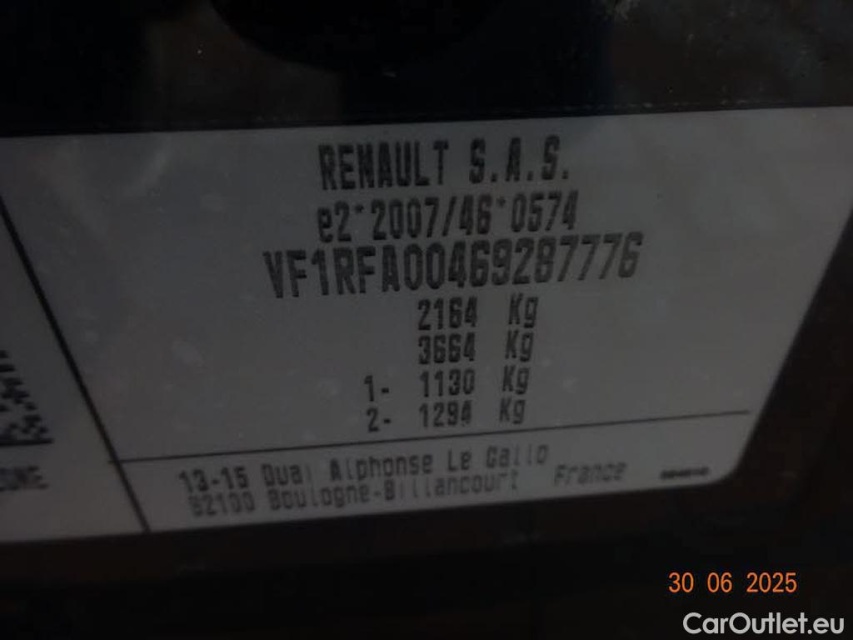 RENAULT S.A.S.
e2*2007/46*0574
VF1RFA00469287776
2164 Kg
3664 Kg
1- 1130 Kg
2- 1294 Kg
13-15 Quai Alphonse Le Gallo
92100 Boulogne-Billancourt France
30 06 2025
CarOutlet.eu